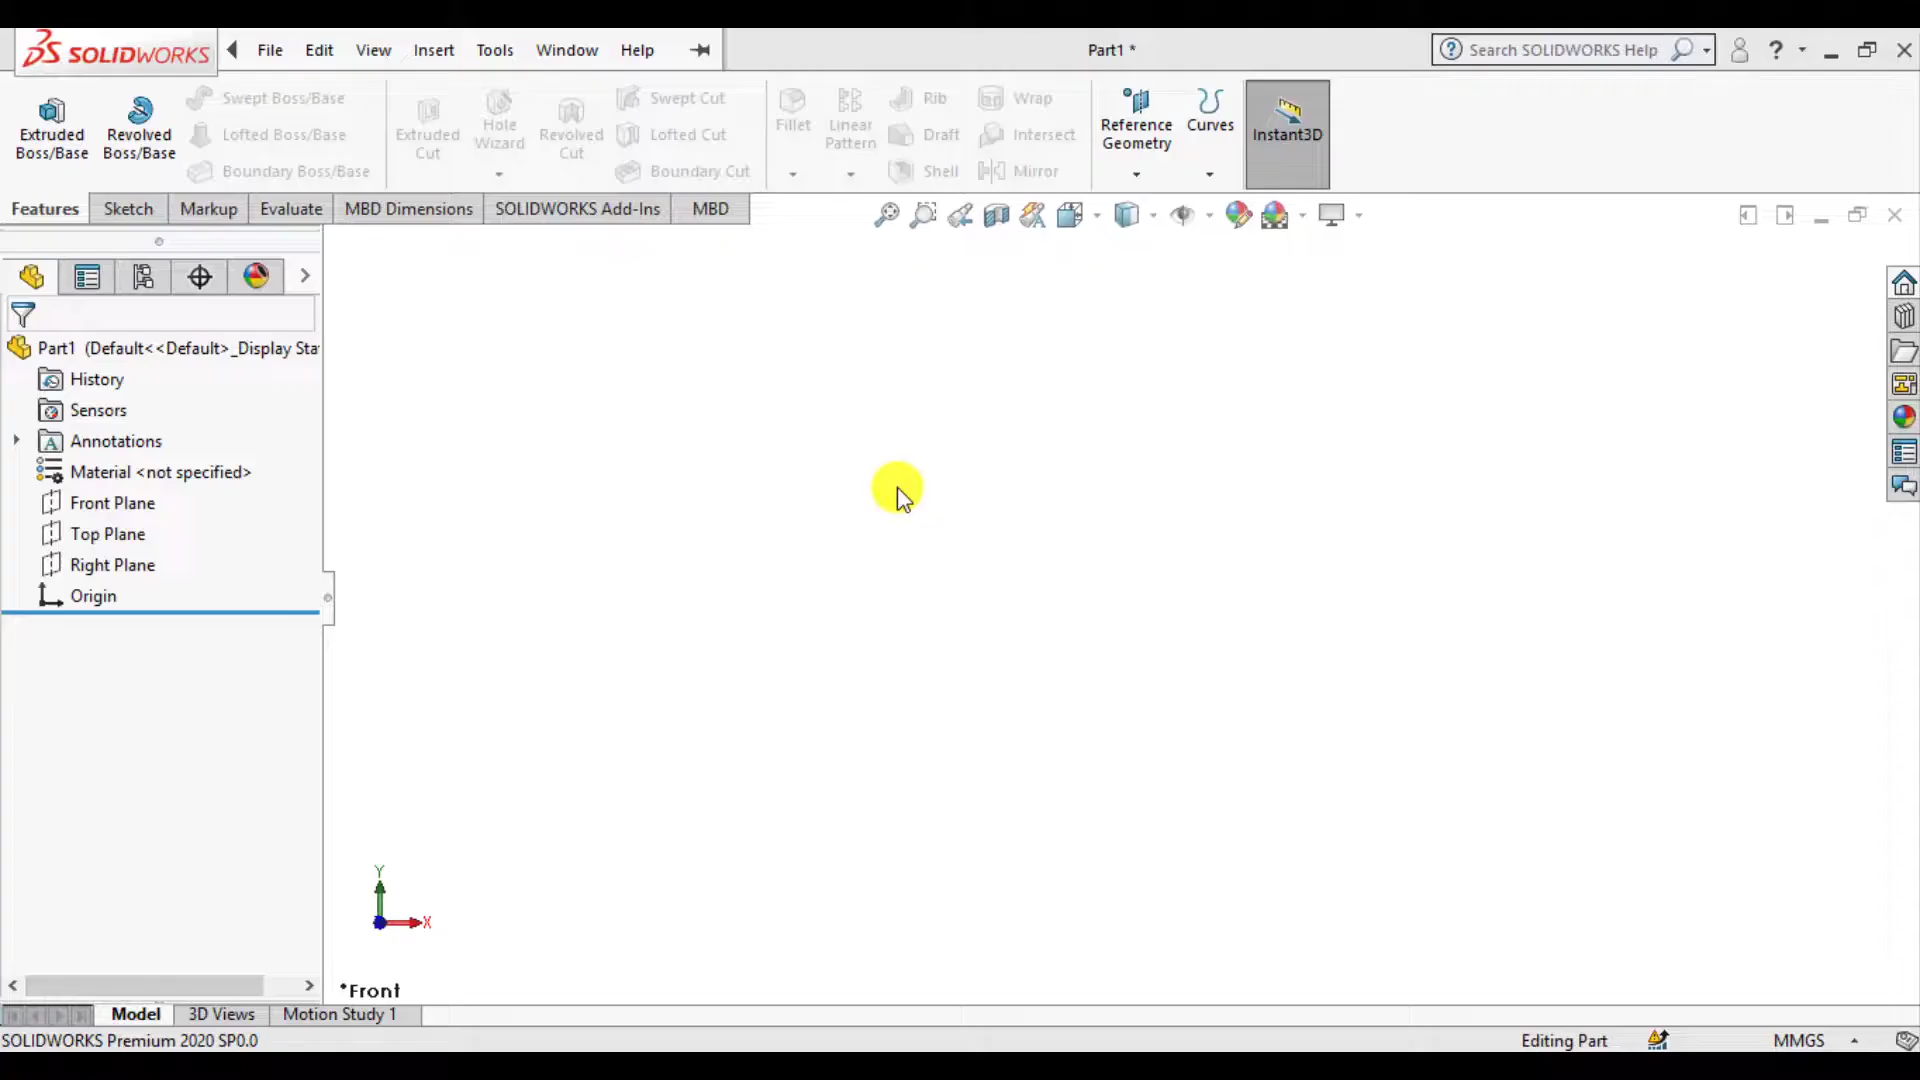 SOLIDWORKS File Edit View Insert Tools Window Help Part1 * Search SOLIDWORKS Help ?
Extruded Boss/Base
Revolved Boss/Base
Swept Boss/Base
Lofted Boss/Base
Boundary Boss/Base
Extruded Cut
Hole Wizard
Revolved Cut
Swept Cut
Lofted Cut
Boundary Cut
Fillet
Linear Pattern
Rib
Draft
Shell
Wrap
Intersect
Mirror
Reference Geometry
Curves
Instant3D
Features Sketch Markup Evaluate MBD Dimensions SOLIDWORKS Add-Ins MBD
Part1 (Default<<Default>_Display Sta
History
Sensors
Annotations
Material <not specified>
Front Plane
Top Plane
Right Plane
Origin
Y
X
*Front
Model 3D Views Motion Study 1
SOLIDWORKS Premium 2020 SP0.0 Editing Part MMGS